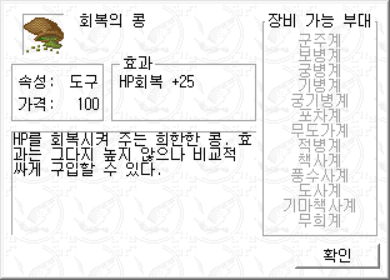 회복의 콩
속성: 도구
가격: 100
효과
HP회복 +25
HP를 회복시켜 주는 희한한 콩. 효
과는 그다지 높지 않으나 비교적
싸게 구입할 수 있다.
장비 가능 부대
군주계
보병계
궁병계
기병계
궁기병계
포차계
무도가계
적병계
책사계
풍수사계
도사계
기마책사계
무희계
확인